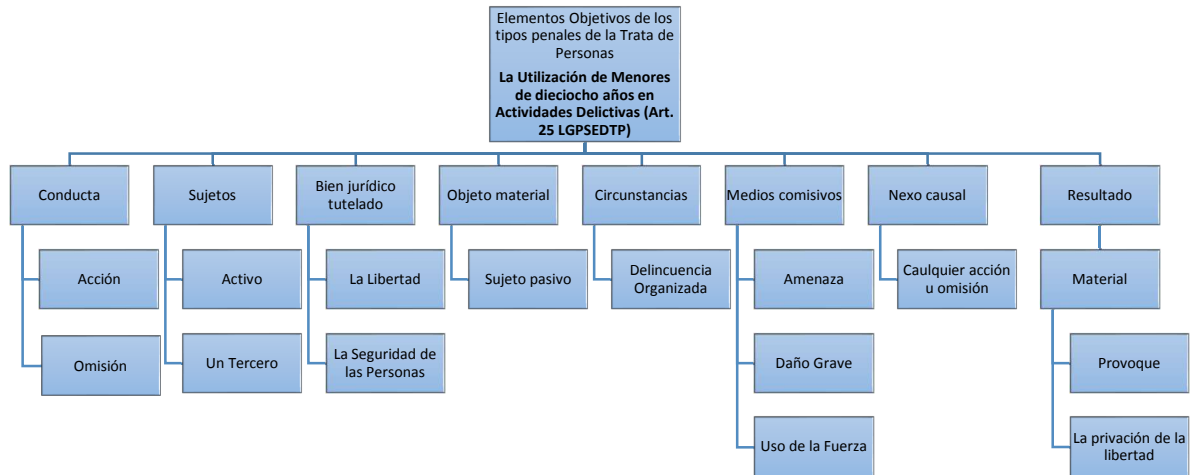 Elementos Objetivos de los
tipos penales de la Trata de
Personas
La Utilización de Menores
de dieciocho años en
Actividades Delictivas (Art.
25 LGPSEDTP)
Conducta
Acción
Omisión
Sujetos
Activo
Un Tercero
Bien jurídico
tutelado
La Libertad
La Seguridad de
las Personas
Objeto material
Sujeto pasivo
Circunstancias
Delincuencia
Organizada
Medios comisivos
Amenaza
Daño Grave
Uso de la Fuerza
Nexo causal
Caulquier acción
u omisión
Resultado
Material
Provoque
La privación de la
libertad